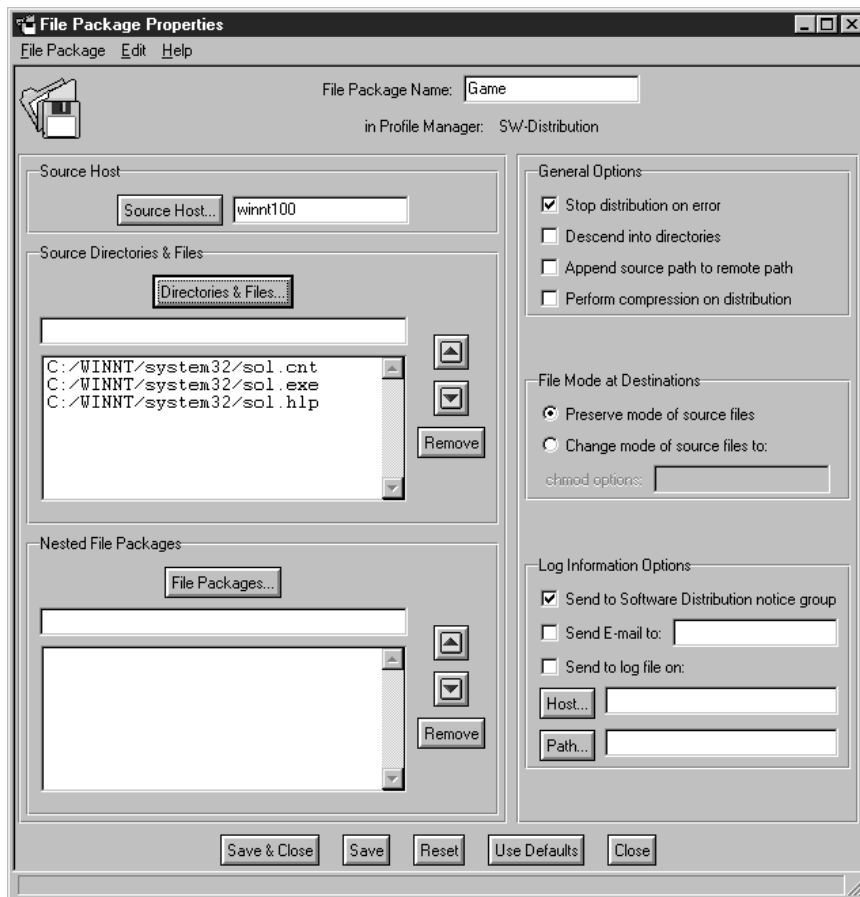 File Package Properties
File Package Edit Help
File Package Name: Game
in Profile Manager: SW-Distribution
Source Host
Source Host... winnt100
Source Directories & Files
Directories & Files...
C:/WINNT/system32/sol.cnt
C:/WINNT/system32/sol.exe
C:/WINNT/system32/sol.hlp
Remove
Nested File Packages
File Packages...
Remove
General Options
Stop distribution on error
Descend into directories
Append source path to remote path
Perform compression on distribution
File Mode at Destinations
Preserve mode of source files
Change mode of source files to:
chmod options:
Log Information Options
Send to Software Distribution notice group
Send E-mail to:
Send to log file on:
Host...
Path...
Save & Close Save Reset Use Defaults Close